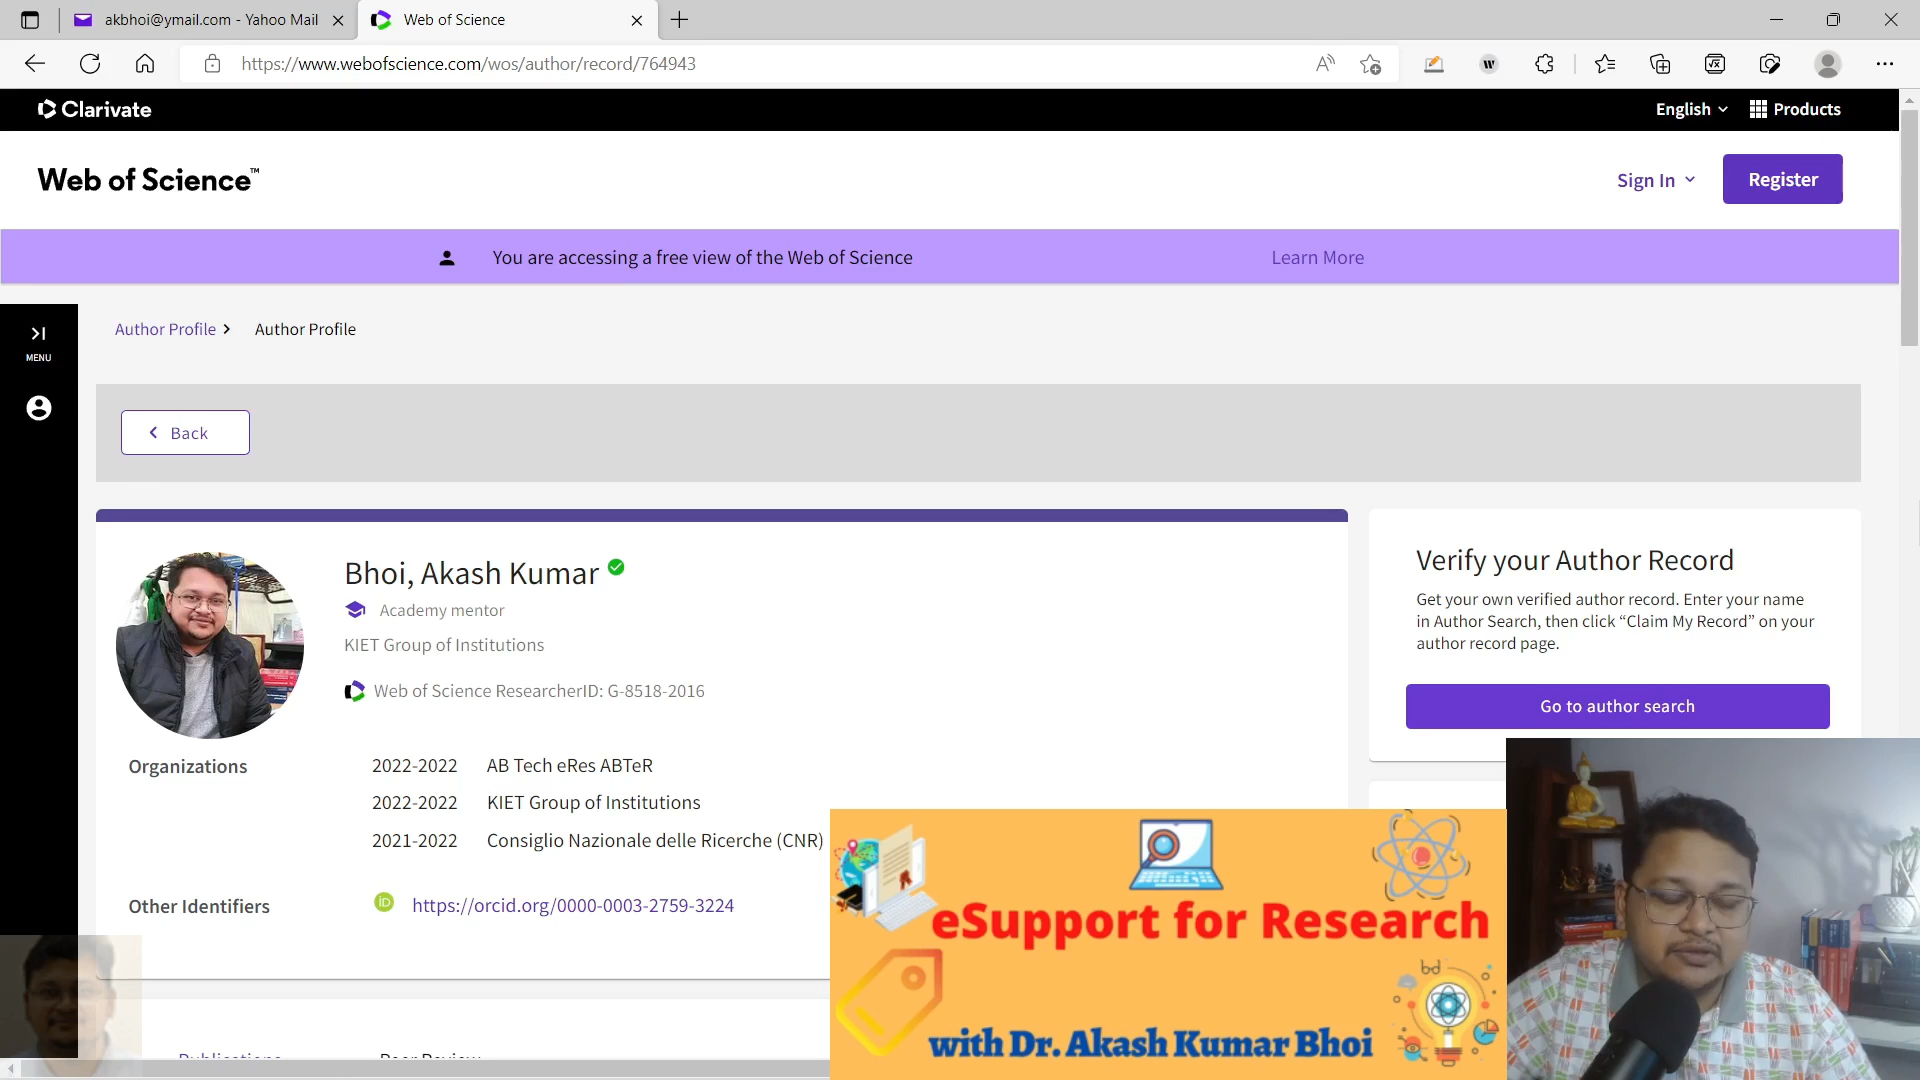 akbhoi@ymail.com - Yahoo Mail
Web of Science
https://www.webofscience.com/wos/author/record/764943
Clarivate
English
Products
Web of Science™
Sign In
Register
You are accessing a free view of the Web of Science
Learn More
MENU
Author Profile
Author Profile
Back
Bhoi, Akash Kumar
Academy mentor
KIET Group of Institutions
Web of Science ResearcherID: G-8518-2016
Organizations
2022-2022 AB Tech eRes ABTeR
2022-2022 KIET Group of Institutions
2021-2022 Consiglio Nazionale delle Ricerche (CNR)
Other Identifiers
https://orcid.org/0000-0003-2759-3224
Publications
Peer Review
Verify your Author Record
Get your own verified author record. Enter your name
in Author Search, then click “Claim My Record” on your
author record page.
Go to author search
eSupport for Research
with Dr. Akash Kumar Bhoi